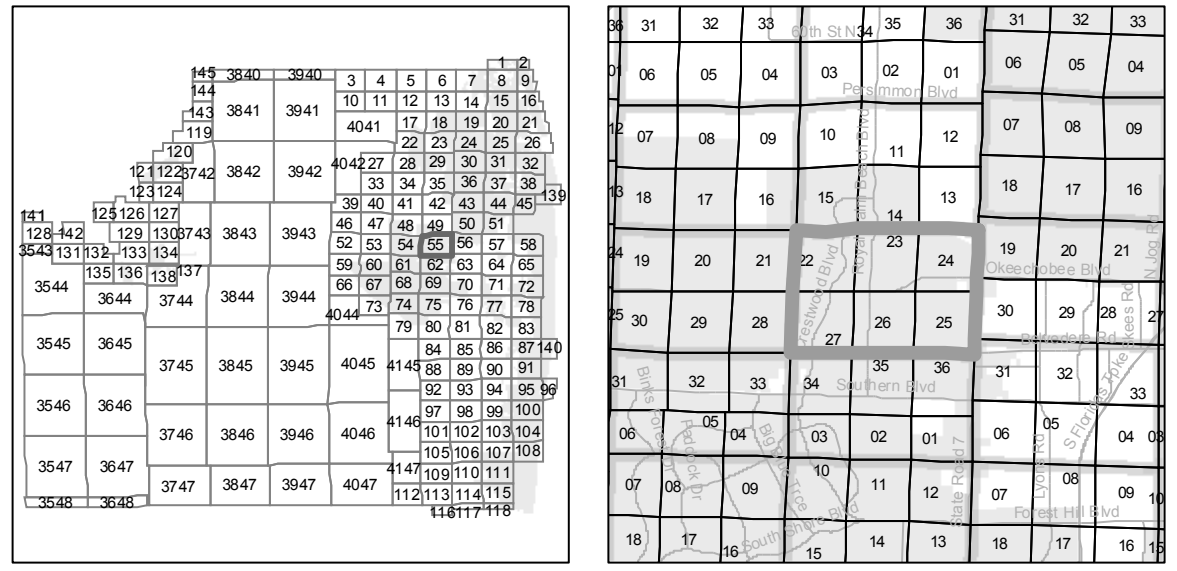 1 2
145 3840 3940 3 4 5 6 7 8 9
144
3841 3941 10 11 12 13 14 15 16
143
119 4041 17 18 19 20 21
120 22 23 24 25 26
121 122 3742 3842 3942 4042 27 28 29 30 31 32
123 124 33 34 35 36 37 38
139
125 126 127 39 40 41 42 43 44 45
141
128 142 129 130 3743 3843 3943 46 47 48 49 50 51
3543 131 132 133 134 52 53 54 55 56 57 58
135 136 138 137 59 60 61 62 63 64 65
3544 3644 3744 3844 3944 66 67 68 69 70 71 72
4044 73 74 75 76 77 78
79 80 81 82 83
3545 3645 3745 3845 3945 4045 4145 84 85 86 87 140
88 89 90 91
92 93 94 95 96
3546 3646 3746 3846 3946 4046 4146 97 98 99 100
101 102 103 104
105 106 107 108
3547 3647 3747 3847 3947 4047 4147 109 110 111
112 113 114 115
3548 3648 116 117 118
36 31 32 33 34 35 36 31 32 33
60th St N
01 06 05 04 03 02 01 06 05 04
Persimmon Blvd
12 07 08 09 10 11 12 07 08 09
13 18 17 16 15 14 13 18 17 16
24 19 20 21 22 23 24 19 20 21
Okeechobee Blvd
N Jog Rd
25 30 29 28 27 26 25 30 29 28 27
Belvedere Rd
31 32 33 34 35 36 31 32 33
Southern Blvd
S Floridas Tpke
06 05 04 03 02 01 06 05 04 03
Lyons Rd
State Road 7
07 08 09 10 11 12 07 08 09 10
Forest Hill Blvd
South Shore Blvd
18 17 16 15 14 13 18 17 16 15